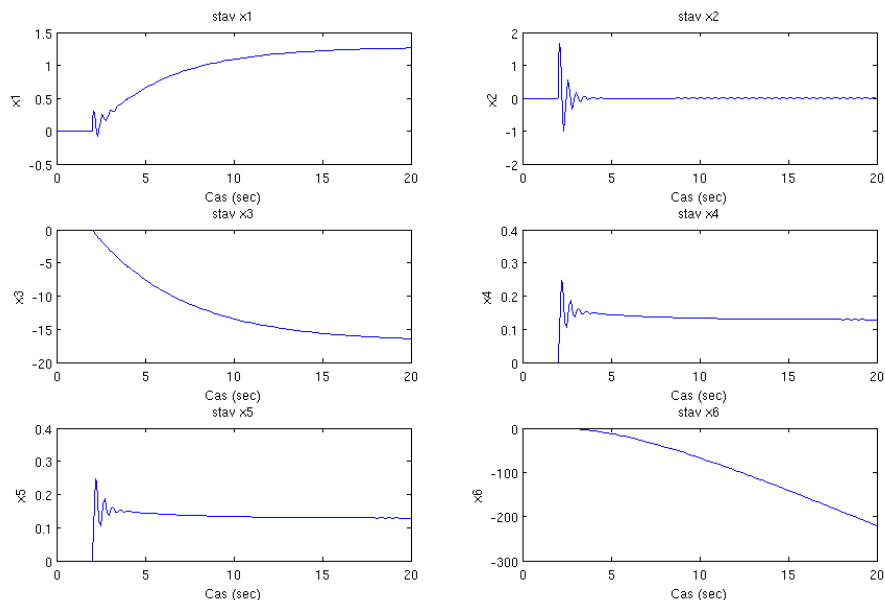 stav x1
1.5
1
0.5
0
-0.5
x1
0 5 10 15 20
Cas (sec)
stav x2
2
1
0
-1
-2
x2
0 5 10 15 20
Cas (sec)
stav x3
0
-5
-10
-15
-20
x3
0 5 10 15 20
Cas (sec)
stav x4
0.4
0.3
0.2
0.1
0
x4
0 5 10 15 20
Cas (sec)
stav x5
0.4
0.3
0.2
0.1
0
x5
0 5 10 15 20
Cas (sec)
stav x6
0
-100
-200
-300
x6
0 5 10 15 20
Cas (sec)